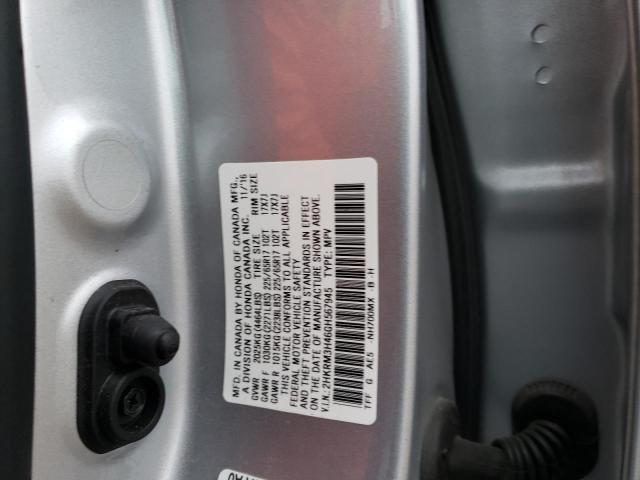 MFD. IN CANADA BY HONDA OF CANADA MFG.,
A DIVISION OF HONDA CANADA INC. 11/16
GVWR 2025KG(4464LBS) TIRE SIZE RIM SIZE
GAWR F 1030KG(2271LBS) 225/65R17 102T 17X7J
GAWR R 1015KG(2238LBS) 225/65R17 102T 17X7J
THIS VEHICLE CONFORMS TO ALL APPLICABLE
FEDERAL MOTOR VEHICLE SAFETY
AND THEFT PREVENTION STANDARDS IN EFFECT
ON THE DATE OF MANUFACTURE SHOWN ABOVE.
V.I.N.:2HKRM3H46GH567945 TYPE: MPV
TFF G AE5 -NH700MX -B -H